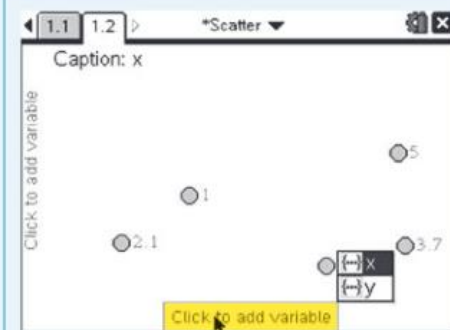 1.1 1.2 *Scatter
Caption: x
Click to add variable
5
1
2.1
3.7
x
y
Click to add variable